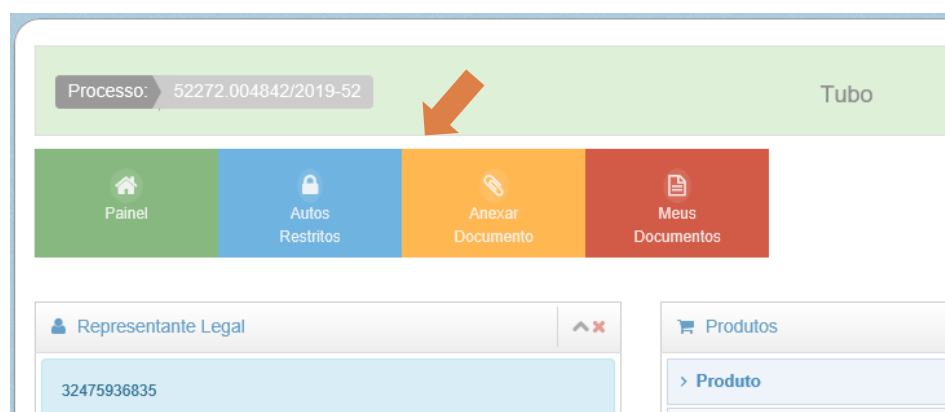 Processo: 52272.004842/2019-52
Tubo
Painel
Autos
Restritos
Anexar
Documento
Meus
Documentos
Representante Legal
32475936835
Produtos
Produto